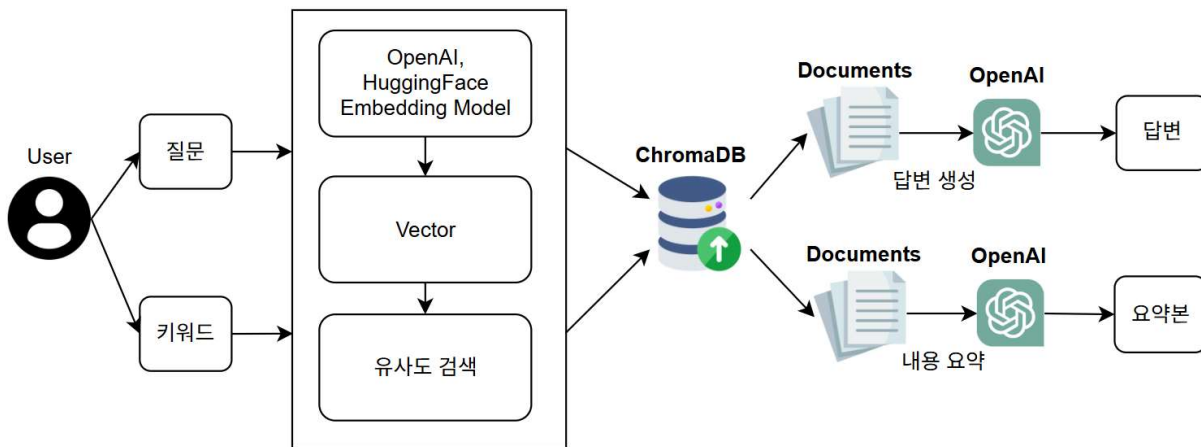 User
질문
키워드
OpenAI,
HuggingFace
Embedding Model
Vector
유사도 검색
ChromaDB
Documents
OpenAI
답변 생성
답변
Documents
OpenAI
내용 요약
요약본